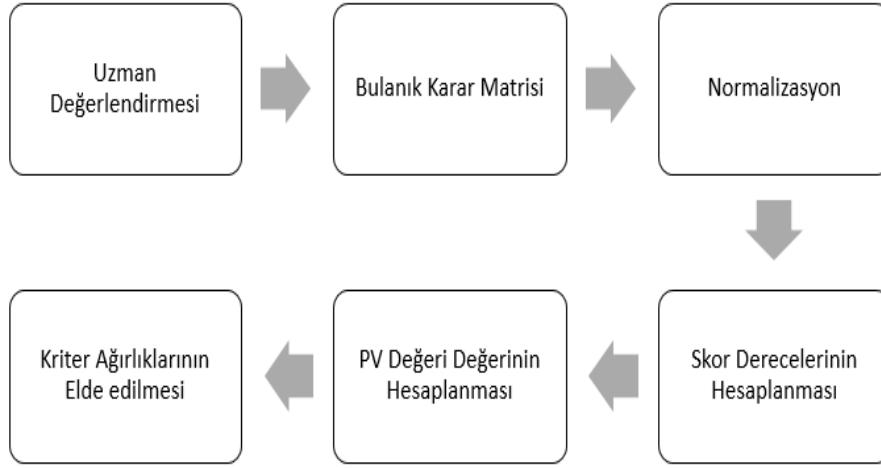 Uzman
Değerlendirmesi
Bulanık Karar Matrisi
Normalizasyon
Skor Derecelerinin
Hesaplanması
PV Değeri Değerinin
Hesaplanması
Kriter Ağırlıklarının
Elde edilmesi